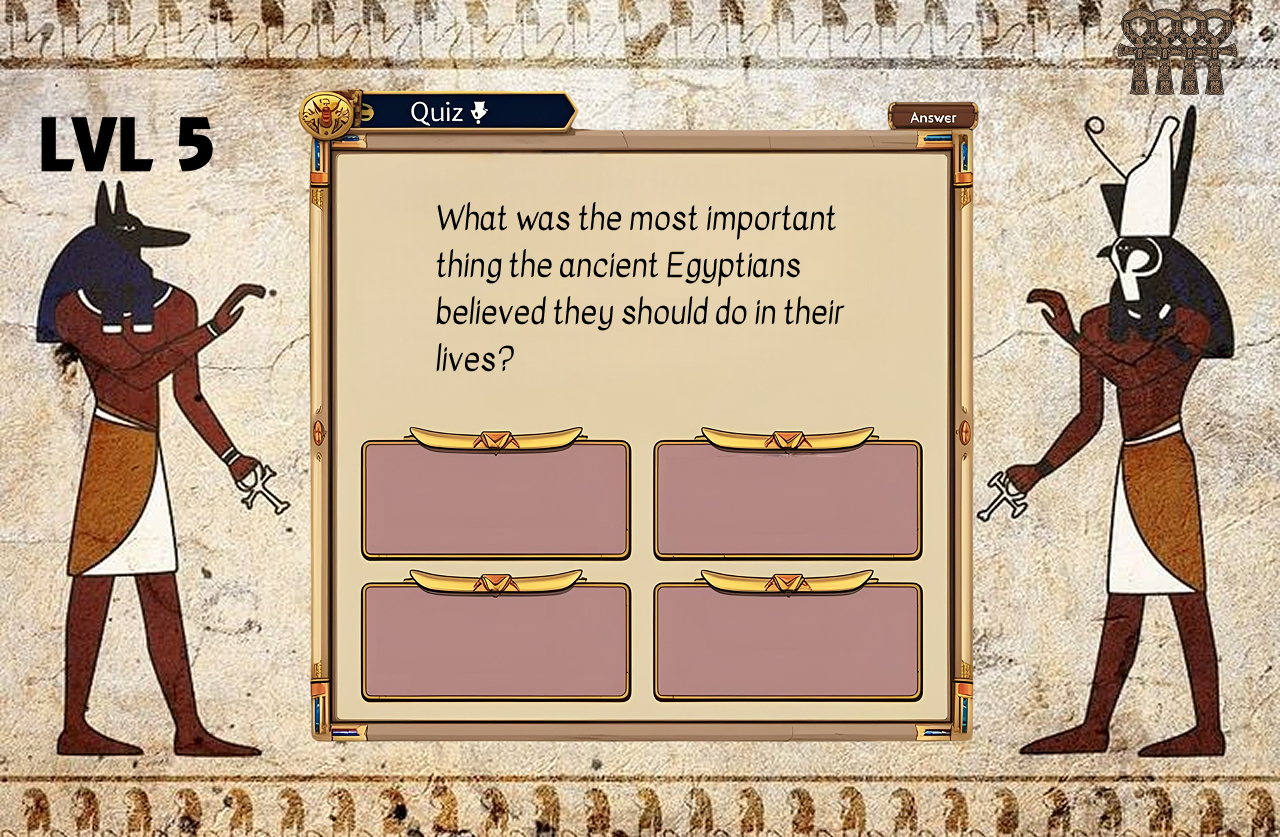 LVL 5
Quiz
Answer
What was the most important
thing the ancient Egyptians
believed they should do in their
lives?